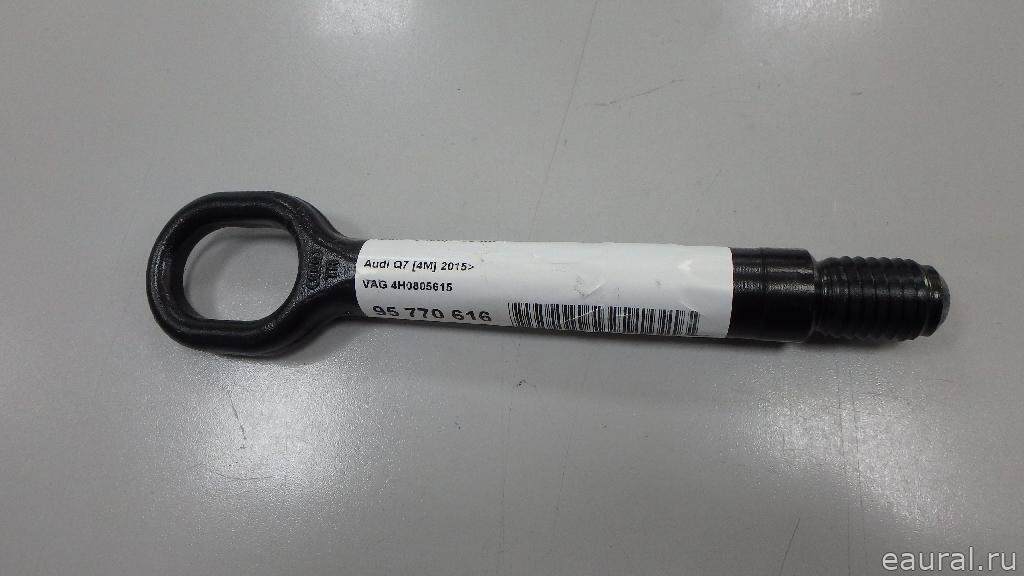 Audi Q7 [4M] 2015>
VAG 4H0805615
95 770 616
eaural.ru